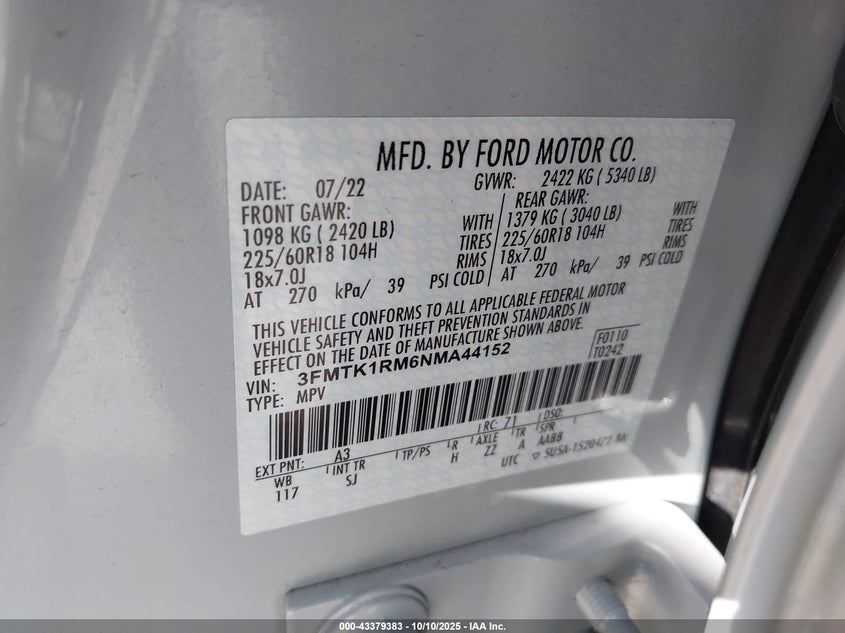 MFD. BY FORD MOTOR CO.
DATE: 07/22
GVWR: 2422 KG ( 5340 LB)
FRONT GAWR:
1098 KG ( 2420 LB) WITH
225/60R18 104H TIRES
18x7.0J RIMS
AT 270 kPa/ 39 PSI COLD
REAR GAWR:
1379 KG ( 3040 LB) WITH
225/60R18 104H TIRES
18x7.0J RIMS
AT 270 kPa/ 39 PSI COLD
THIS VEHICLE CONFORMS TO ALL APPLICABLE FEDERAL MOTOR
VEHICLE SAFETY AND THEFT PREVENTION STANDARDS IN
EFFECT ON THE DATE OF MANUFACTURE SHOWN ABOVE.
F0110
T0242
VIN: 3FMTK1RM6NMA44152
TYPE: MPV
RC: Z1 DSO:
EXT PNT: A3
WB INT TR TP/PS R AXLE TR SPR
117 SJ H ZZ A AABB
UTC
000-43379383 - 10/10/2025 - IAA Inc.